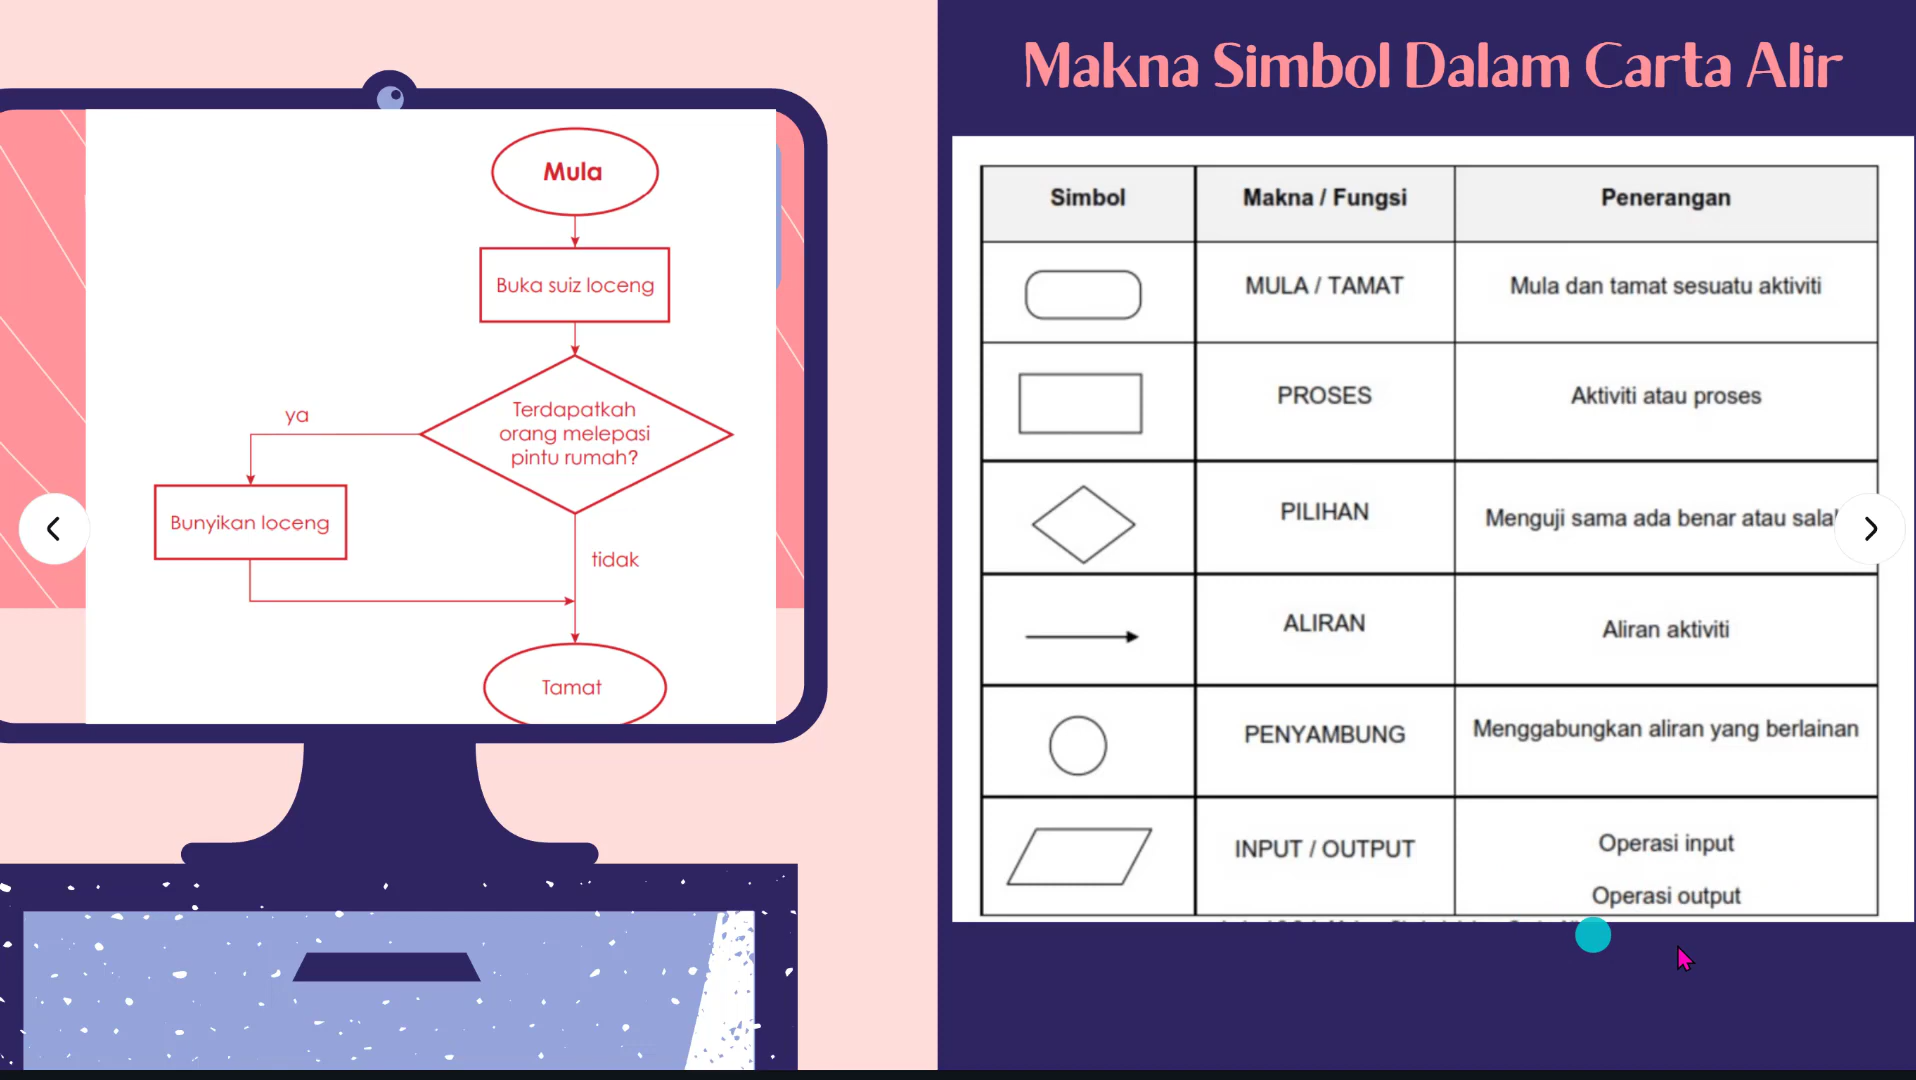 Mula
Buka suiz loceng
Terdapatkah
orang melepasi
pintu rumah?
ya
Bunyikan loceng
tidak
Tamat
Makna Simbol Dalam Carta Alir
Simbol Makna / Fungsi Penerangan
MULA / TAMAT Mula dan tamat sesuatu aktiviti
PROSES Aktiviti atau proses
PILIHAN Menguji sama ada benar atau
ALIRAN Aliran aktiviti
PENYAMBUNG Menggabungkan aliran yang berlainan
INPUT / OUTPUT Operasi input
Operasi output